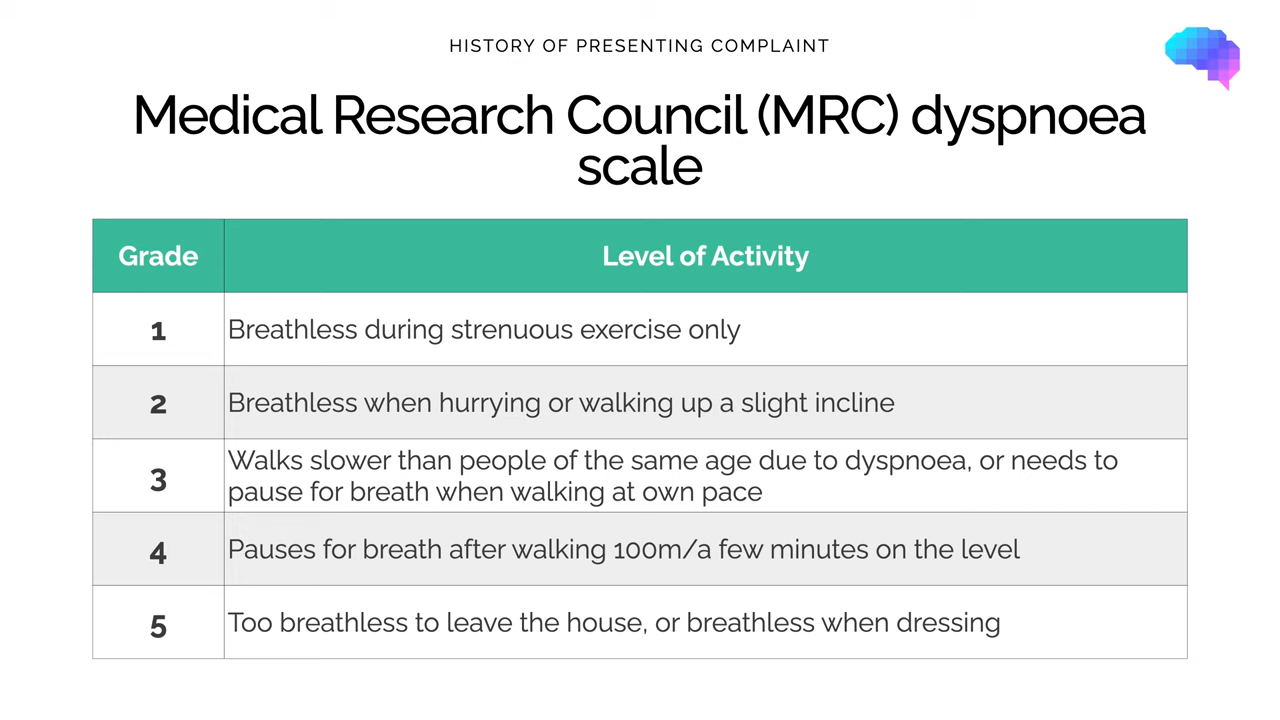 HISTORY OF PRESENTING COMPLAINT
Medical Research Council (MRC) dyspnoea
scale
Grade Level of Activity
1 Breathless during strenuous exercise only
2 Breathless when hurrying or walking up a slight incline
3 Walks slower than people of the same age due to dyspnoea, or needs to
pause for breath when walking at own pace
4 Pauses for breath after walking 100m/a few minutes on the level
5 Too breathless to leave the house, or breathless when dressing